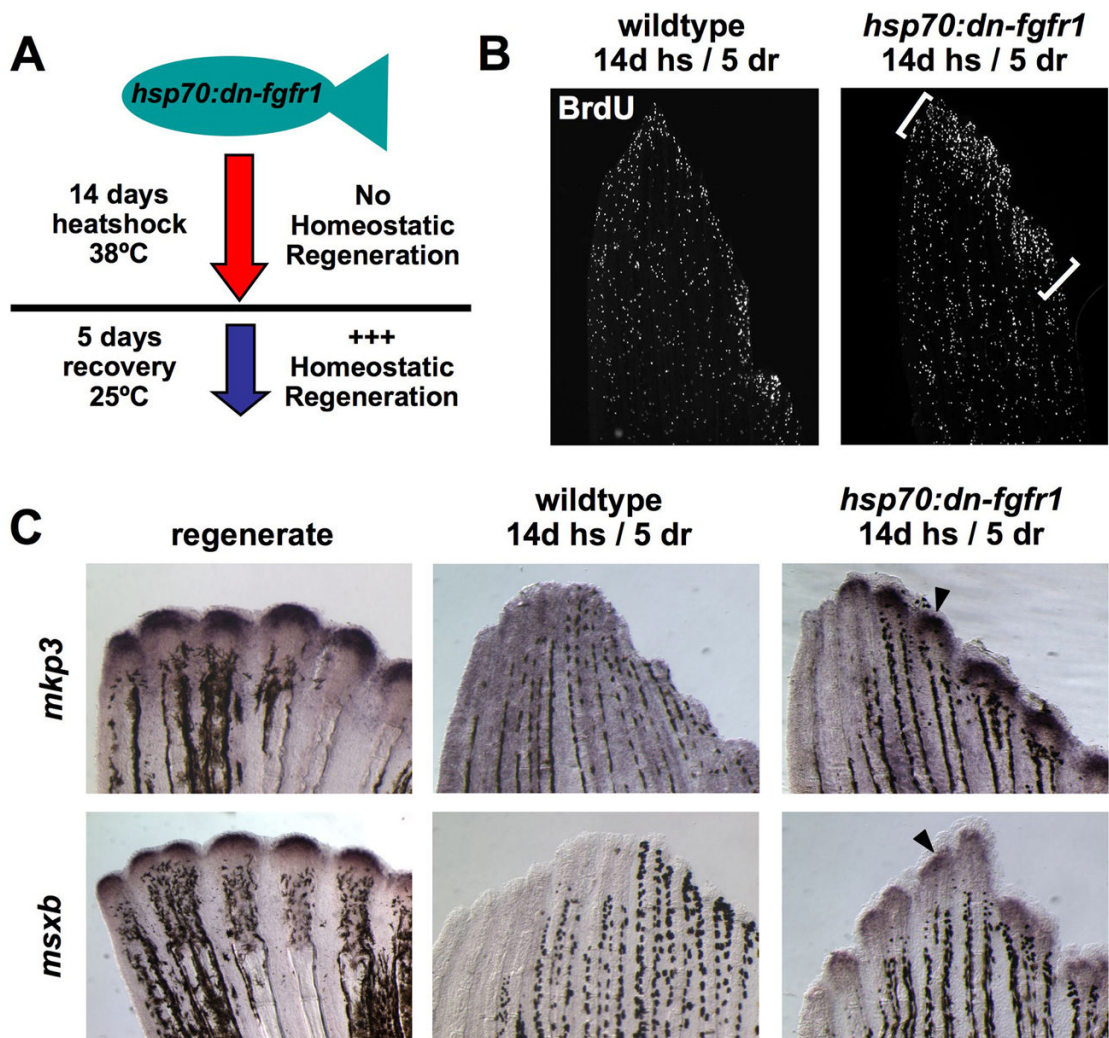 A
hsp70:dn-fgfr1
14 days
heatshock
38ºC
No
Homeostatic
Regeneration
5 days
recovery
25ºC
+++
Homeostatic
Regeneration
B
wildtype
14d hs / 5 dr
hsp70:dn-fgfr1
14d hs / 5 dr
BrdU
C
regenerate
wildtype
14d hs / 5 dr
hsp70:dn-fgfr1
14d hs / 5 dr
mkp3
msxb